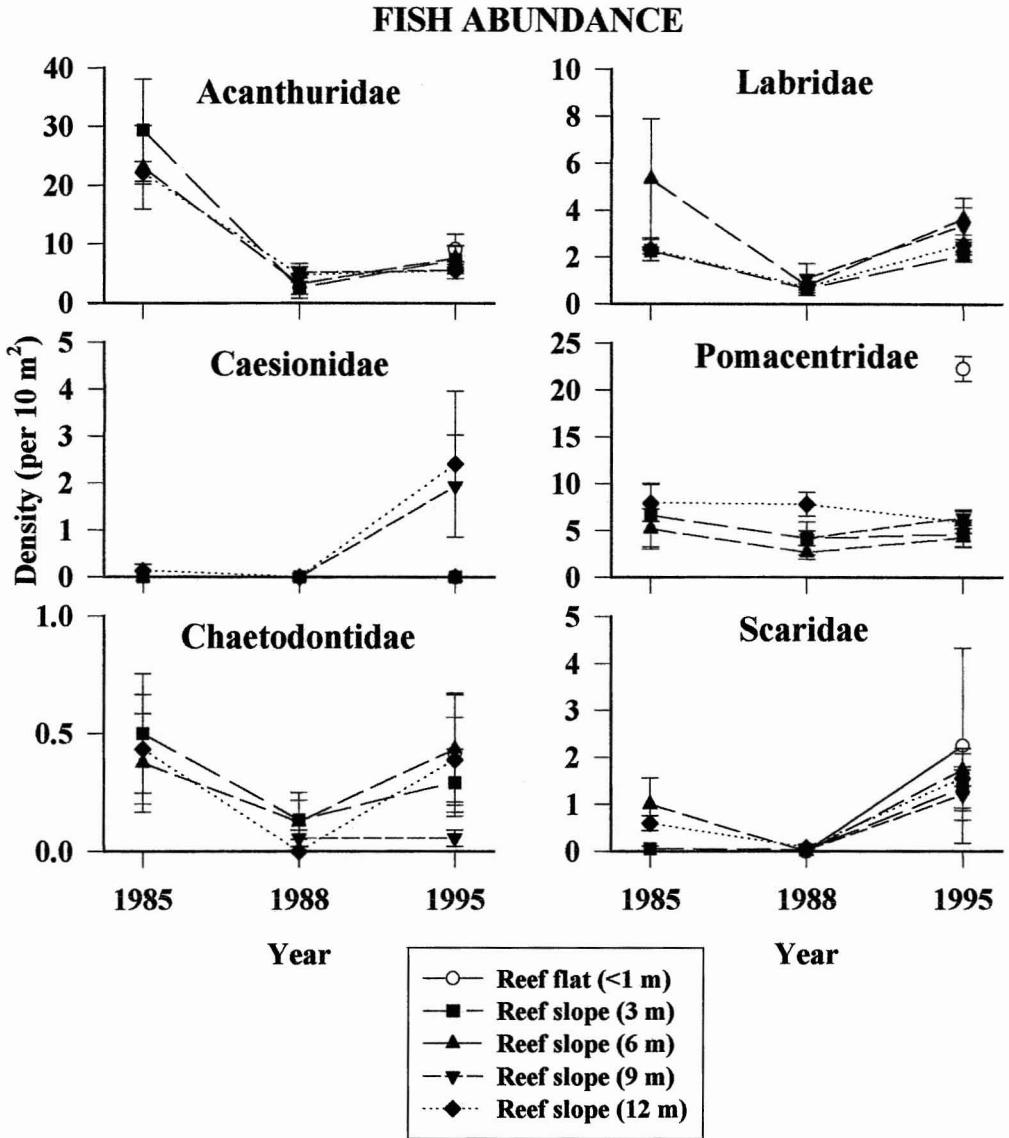 FISH ABUNDANCE
Acanthuridae
40
30
20
10
0
Labridae
10
8
6
4
2
0
Density (per 10 m²)
Caesionidae
5
4
3
2
1
0
Pomacentridae
25
20
15
10
5
0
Chaetodontidae
1.0
0.5
0.0
1985 1988 1995
Year
Scaridae
5
4
3
2
1
0
1985 1988 1995
Year
Reef flat (<1 m)
Reef slope (3 m)
Reef slope (6 m)
Reef slope (9 m)
Reef slope (12 m)